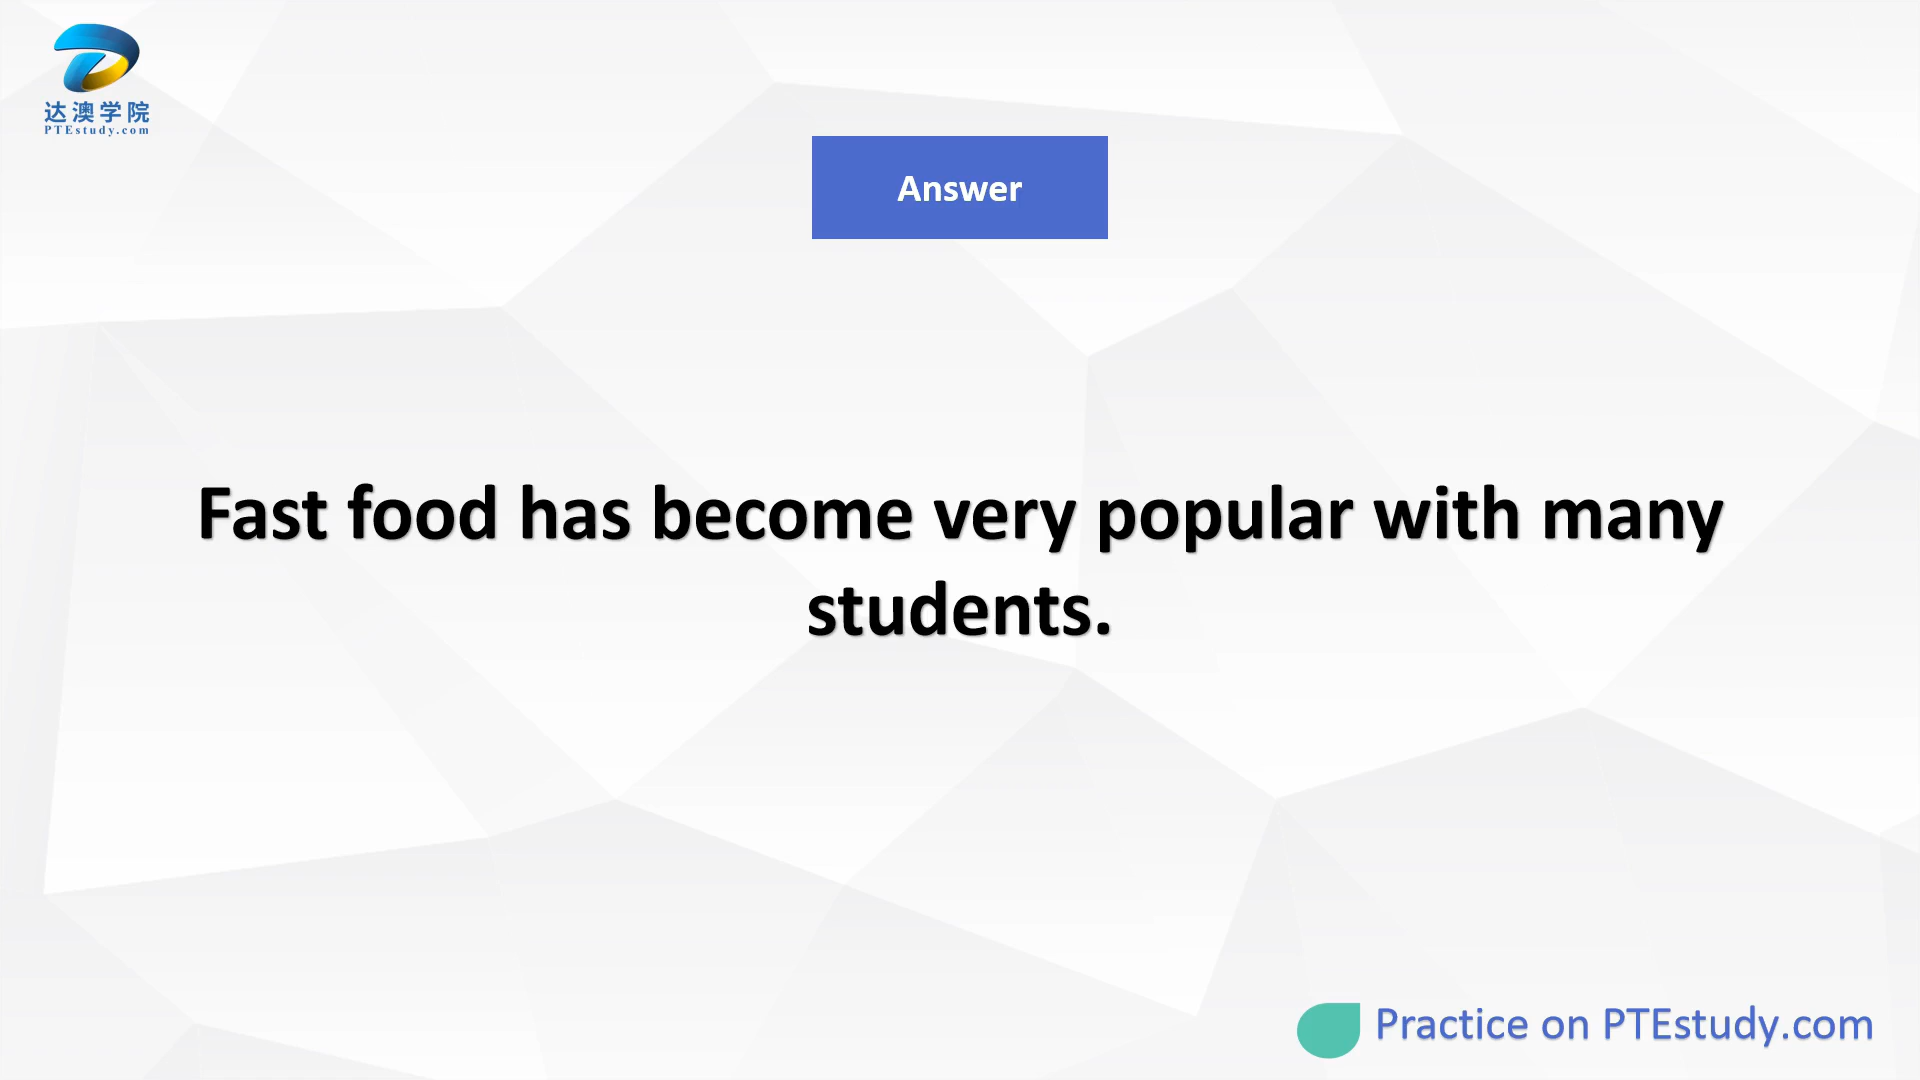 达澳学院
PTEstudy.com
Answer
Fast food has become very popular with many
students.
Practice on PTEstudy.com